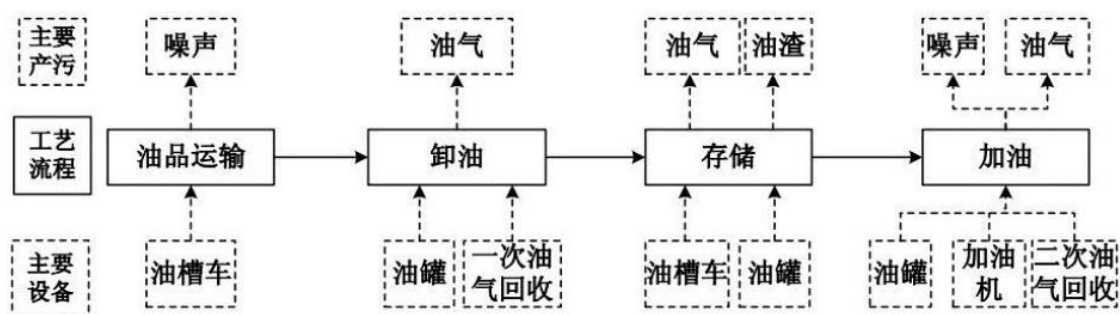 主要
产污
噪声
油气
油气
油渣
噪声
油气
工艺
流程
油品运输
卸油
存储
加油
主要
设备
油槽车
油罐
一次油
气回收
油槽车
油罐
油罐
加油
机
二次油
气回收